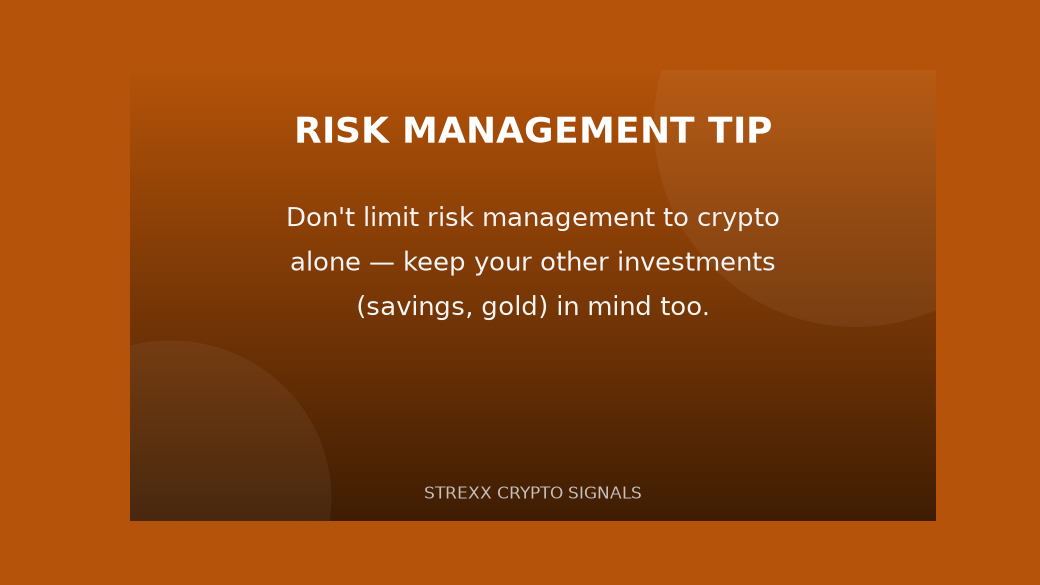 RISK MANAGEMENT TIP
Don't limit risk management to crypto
alone — keep your other investments
(savings, gold) in mind too.
STREXX CRYPTO SIGNALS